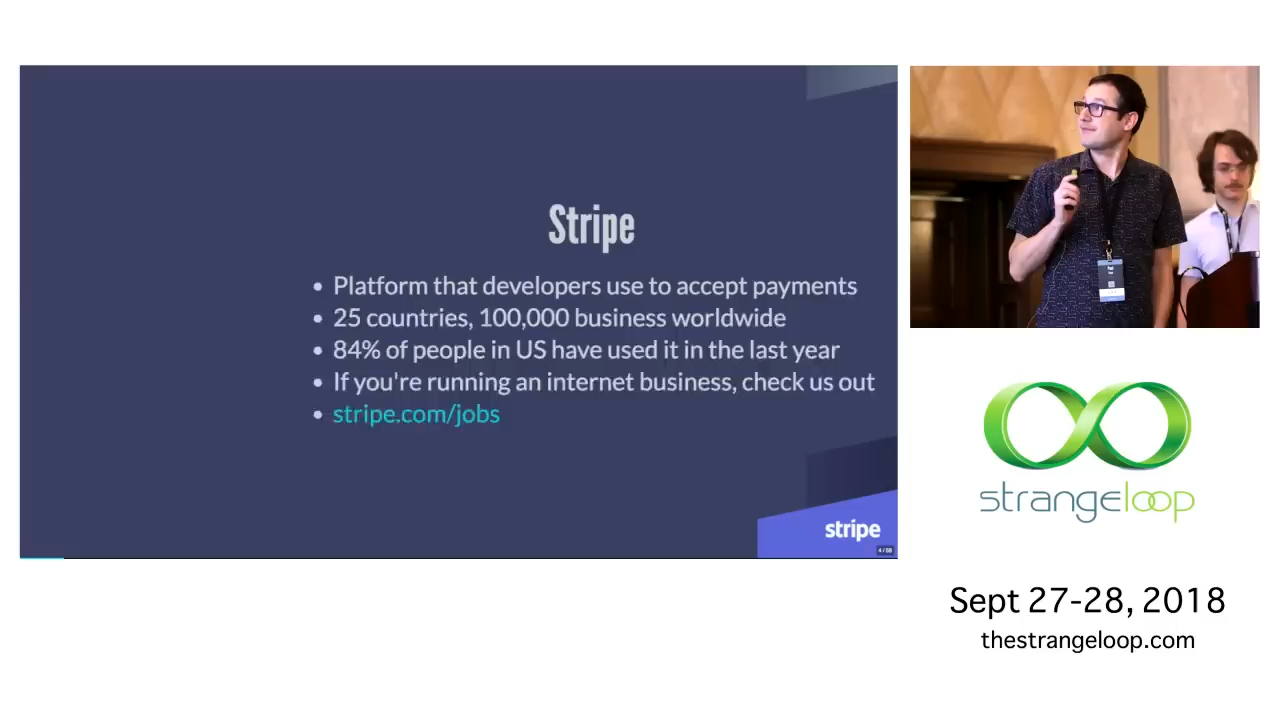 Stripe
• Platform that developers use to accept payments
• 25 countries, 100,000 business worldwide
• 84% of people in US have used it in the last year
• If you're running an internet business, check us out
• stripe.com/jobs
stripe
4 / 58
strangeloop
Sept 27-28, 2018
thestrangeloop.com